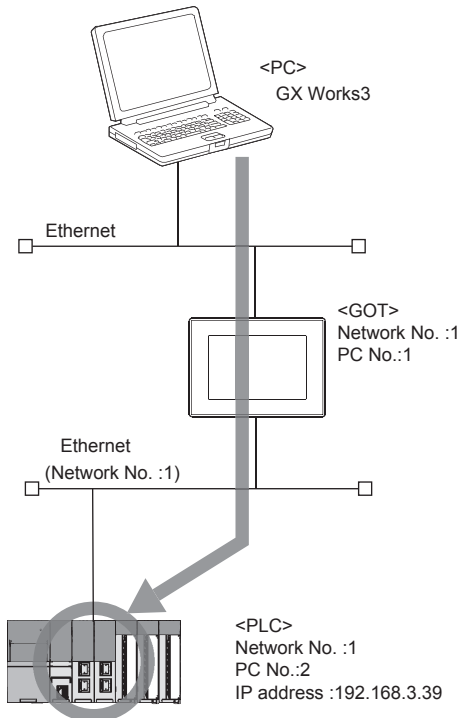 <PC>
GX Works3
Ethernet
<GOT>
Network No. :1
PC No.:1
Ethernet
(Network No. :1)
<PLC>
Network No. :1
PC No.:2
IP address :192.168.3.39